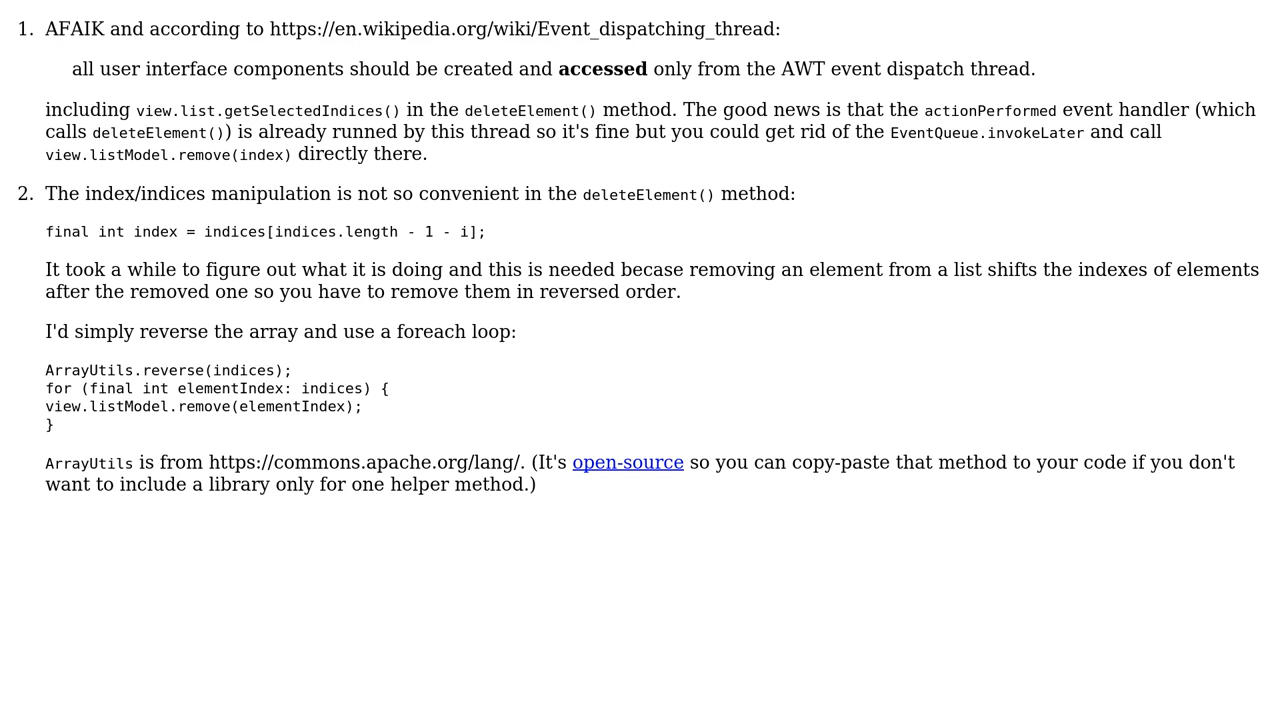 1. AFAIK and according to https://en.wikipedia.org/wiki/Event_dispatching_thread:
all user interface components should be created and accessed only from the AWT event dispatch thread.
including view.list.getSelectedIndices() in the deleteElement() method. The good news is that the actionPerformed event handler (which
calls deleteElement()) is already runned by this thread so it's fine but you could get rid of the EventQueue.invokeLater and call
view.listModel.remove(index) directly there.
2. The index/indices manipulation is not so convenient in the deleteElement() method:
final int index = indices[indices.length - 1 - i];
It took a while to figure out what it is doing and this is needed becase removing an element from a list shifts the indexes of elements
after the removed one so you have to remove them in reversed order.
I'd simply reverse the array and use a foreach loop:
ArrayUtils.reverse(indices);
for (final int elementIndex: indices) {
view.listModel.remove(elementIndex);
}
ArrayUtils is from https://commons.apache.org/lang/. (It's open-source so you can copy-paste that method to your code if you don't
want to include a library only for one helper method.)